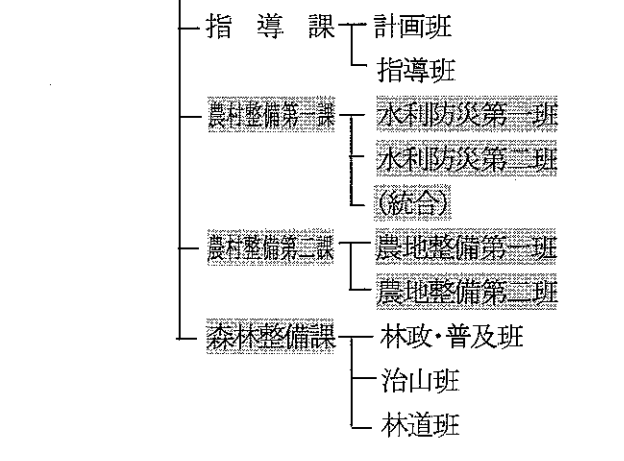 指導課 計画班
指導班
農村整備第一課 水利防災第一班
水利防災第二班
(統合)
農村整備第二課 農地整備第一班
農地整備第二班
森林整備課 林政・普及班
治山班
林道班